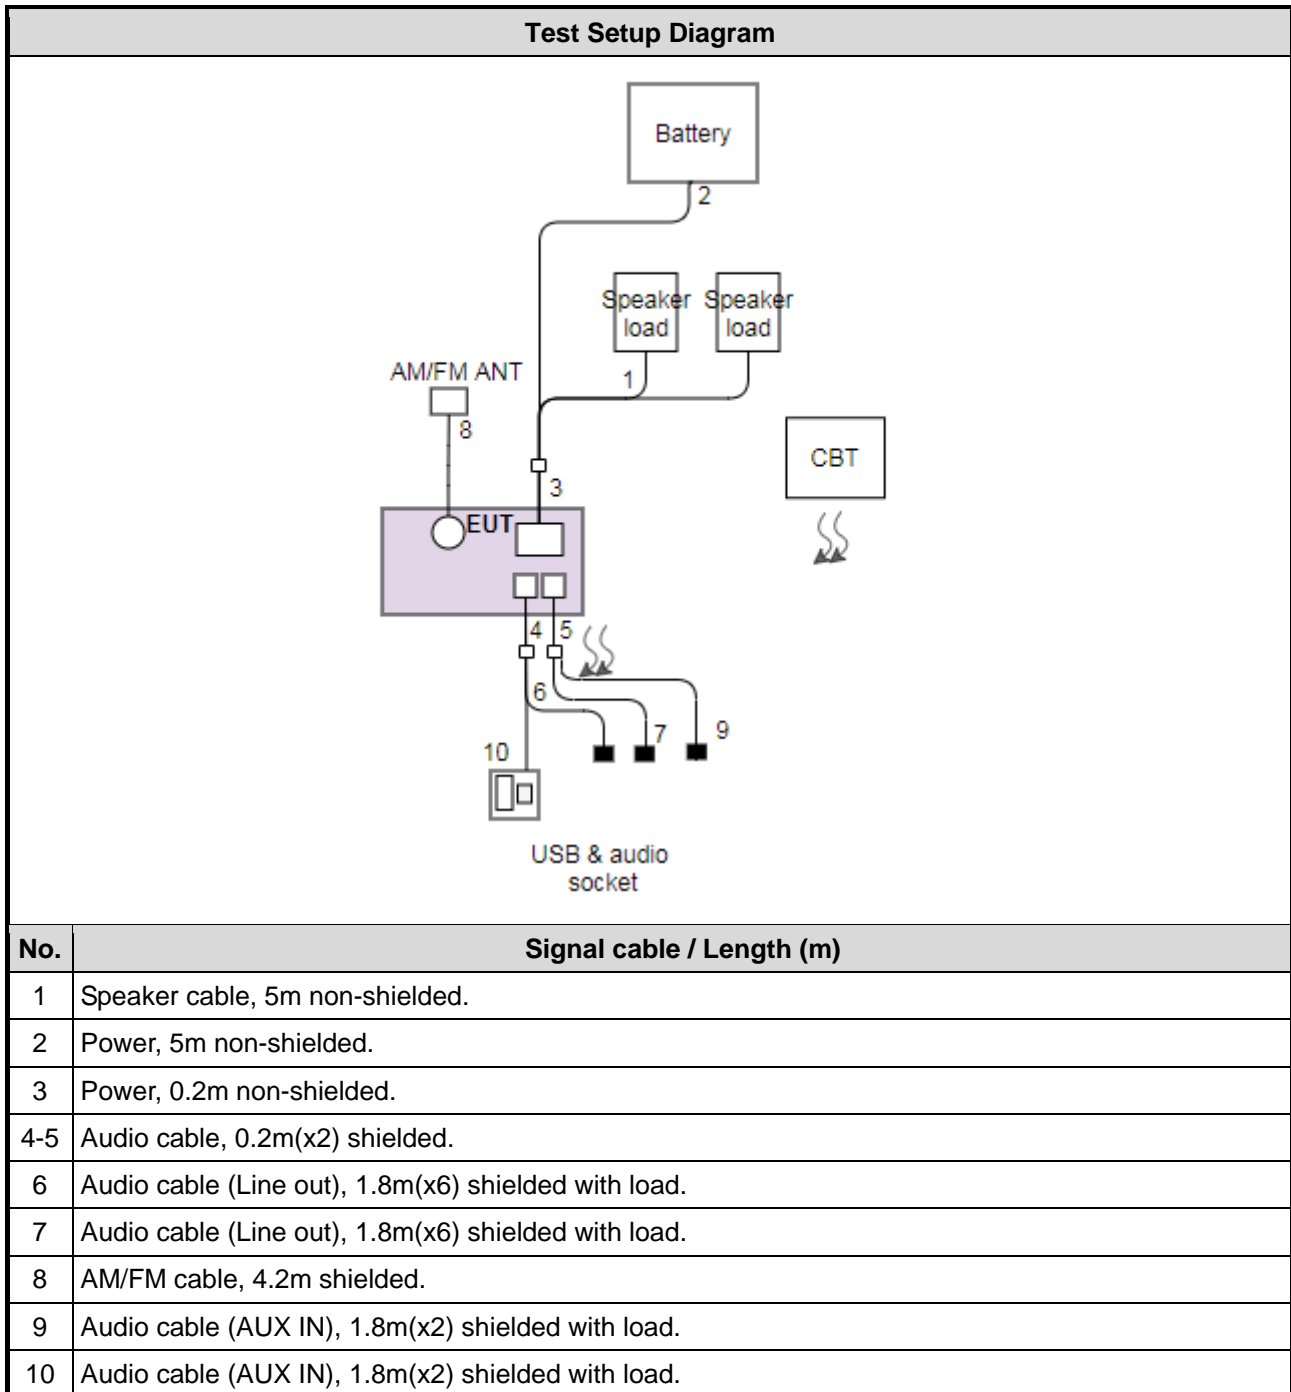 Test Setup Diagram
Battery
2
Speaker
load
Speaker
load
1
AM/FM ANT
8
CBT
3
EUT
4
5
6
7
9
10
USB & audio
socket
No. Signal cable / Length (m)
1 Speaker cable, 5m non-shielded.
2 Power, 5m non-shielded.
3 Power, 0.2m non-shielded.
4-5 Audio cable, 0.2m(x2) shielded.
6 Audio cable (Line out), 1.8m(x6) shielded with load.
7 Audio cable (Line out), 1.8m(x6) shielded with load.
8 AM/FM cable, 4.2m shielded.
9 Audio cable (AUX IN), 1.8m(x2) shielded with load.
10 Audio cable (AUX IN), 1.8m(x2) shielded with load.